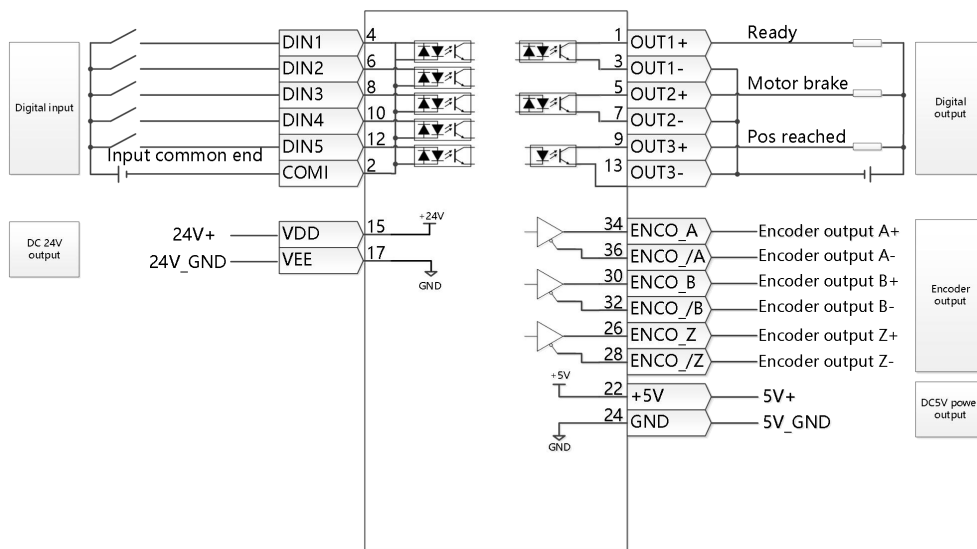 Digital input
DIN1 4
DIN2 6
DIN3 8
DIN4 10
DIN5 12
Input common end
COMI 2
DC 24V
output
24V+ VDD 15 +24V
24V_GND VEE 17
GND
1 OUT1+ Ready
3 OUT1-
5 OUT2+ Motor brake
7 OUT2-
9 OUT3+ Pos reached
13 OUT3-
Digital
output
34 ENCO_A Encoder output A+
36 ENCO_/A Encoder output A-
30 ENCO_B Encoder output B+
32 ENCO_/B Encoder output B-
26 ENCO_Z Encoder output Z+
28 ENCO_/Z Encoder output Z-
Encoder
output
+5V
22 +5V 5V+
24 GND 5V_GND
GND
DC5V power
output